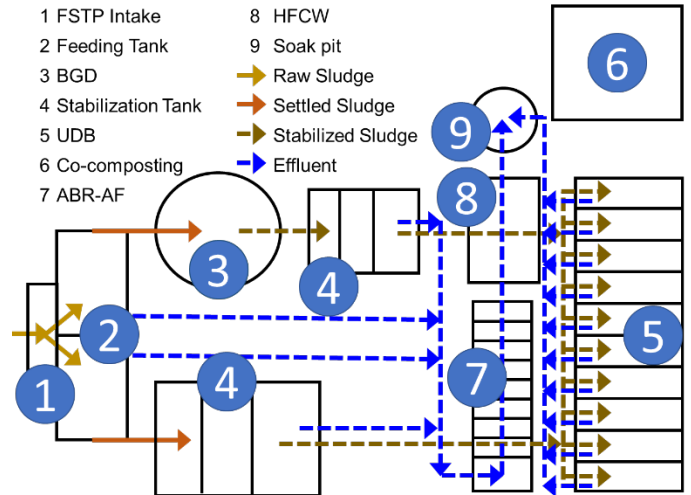 1 FSTP Intake
2 Feeding Tank
3 BGD
4 Stabilization Tank
5 UDB
6 Co-composting
7 ABR-AF
8 HFCW
9 Soak pit
Raw Sludge
Settled Sludge
Stabilized Sludge
Effluent
6
9
8
3
4
2
5
7
4
1